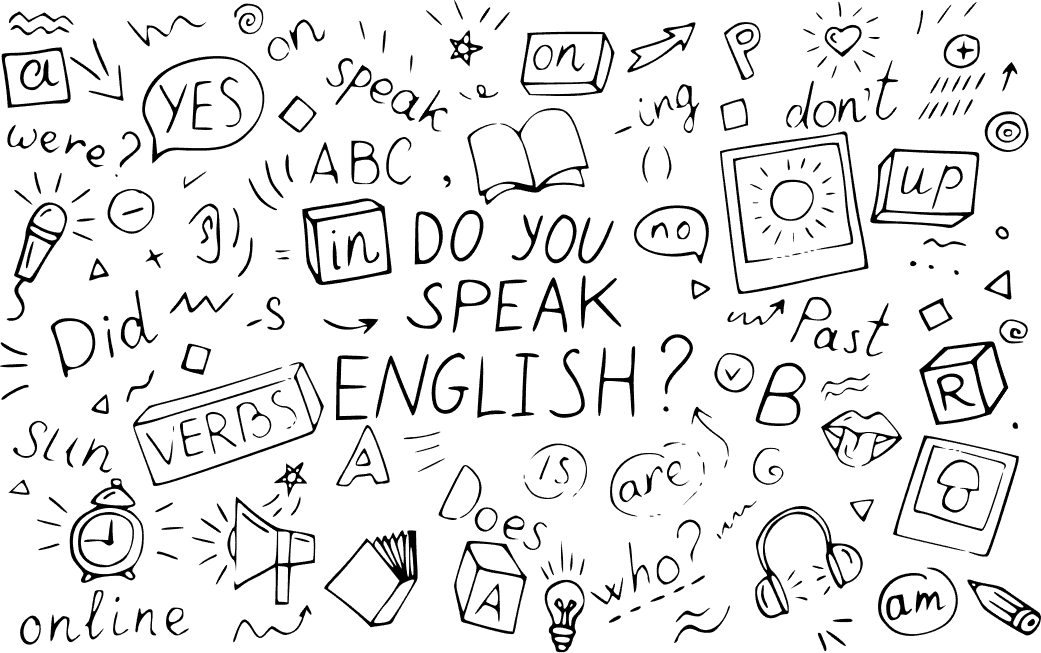 on
a
YES
speak
on
P
-ing
don't
were?
ABC
,
( )
up
in
DO YOU
no
SPEAK
-S
Did
Past
ENGLISH?
VERBS
B
R
sun
A
is
are
G
Does
who?
A
am
online